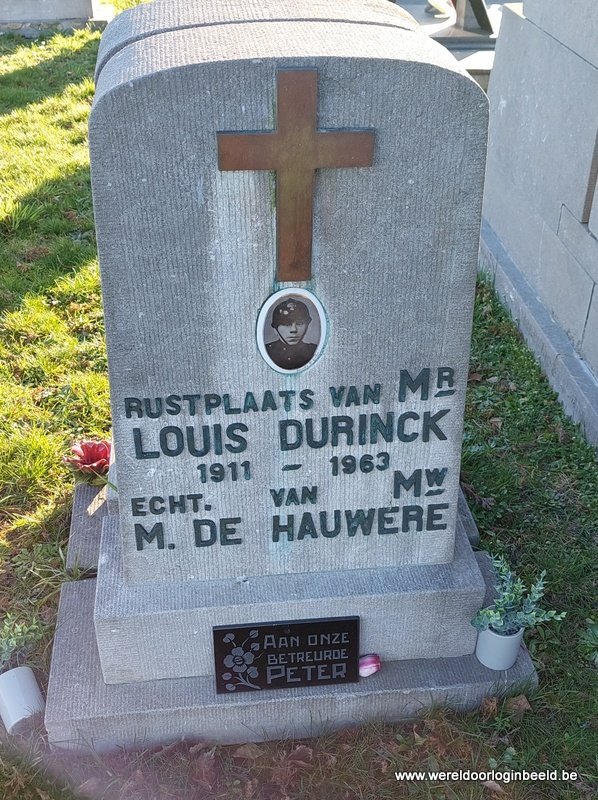 RUSTPLAATS VAN MR
LOUIS DURINCK
1911 – 1963
ECHT. VAN MW
M. DE HAUWERE
AAN ONZE
BETREURDE
PETER
www.wereldoorloginbeeld.be